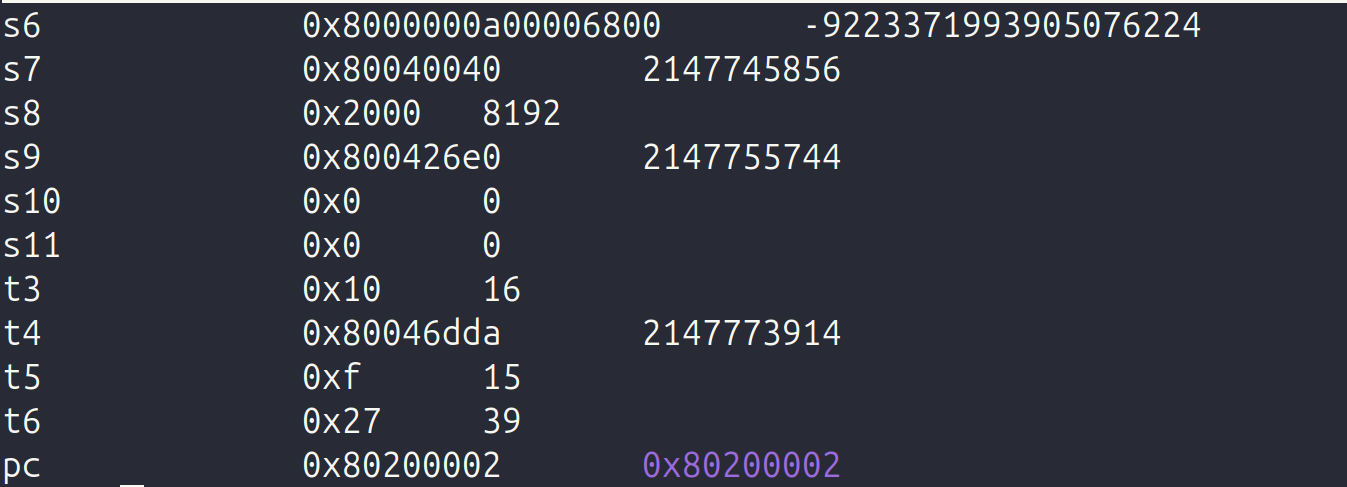 s6 0x8000000a00006800 -9223371993905076224
s7 0x80040040 2147745856
s8 0x2000 8192
s9 0x800426e0 2147755744
s10 0x0 0
s11 0x0 0
t3 0x10 16
t4 0x80046dda 2147773914
t5 0xf 15
t6 0x27 39
pc 0x80200002 0x80200002